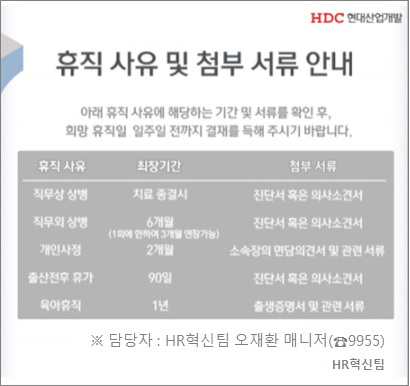 HDC 현대산업개발
휴직 사유 및 첨부 서류 안내
아래 휴직 사유에 해당하는 기간 및 서류를 확인 후,
희망 휴직일 일주일 전까지 결재를 득해 주시기 바랍니다.
휴직 사유 최장기간 첨부 서류
직무상 상병 치료 종결시 진단서 혹은 의사소견서
직무외 상병 6개월 진단서 혹은 의사소견서
(1회에 한하여 3개월 연장가능)
개인사정 2개월 소속장의 면담의견서 및 관련 서류
출산전후 휴가 90일 진단서 혹은 의사소견서
육아휴직 1년 출생증명서 및 관련 서류
※ 담당자 : HR혁신팀 오재환 매니저(☎9955)
HR혁신팀